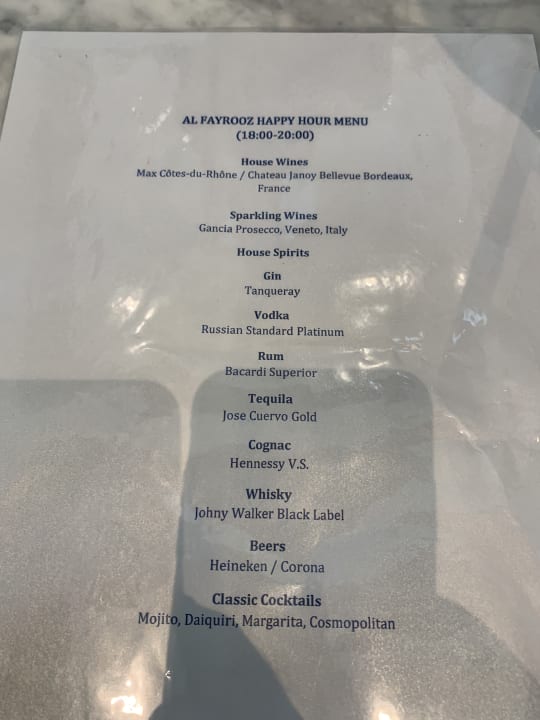 AL FAYROOZ HAPPY HOUR MENU
(18:00-20:00)
House Wines
Max Côtes-du-Rhône / Chateau Janoy Bellevue Bordeaux,
France
Sparkling Wines
Gancia Prosecco, Veneto, Italy
House Spirits
Gin
Tanqueray
Vodka
Russian Standard Platinum
Rum
Bacardi Superior
Tequila
Jose Cuervo Gold
Cognac
Hennessy V.S.
Whisky
Johny Walker Black Label
Beers
Heineken / Corona
Classic Cocktails
Mojito, Daiquiri, Margarita, Cosmopolitan